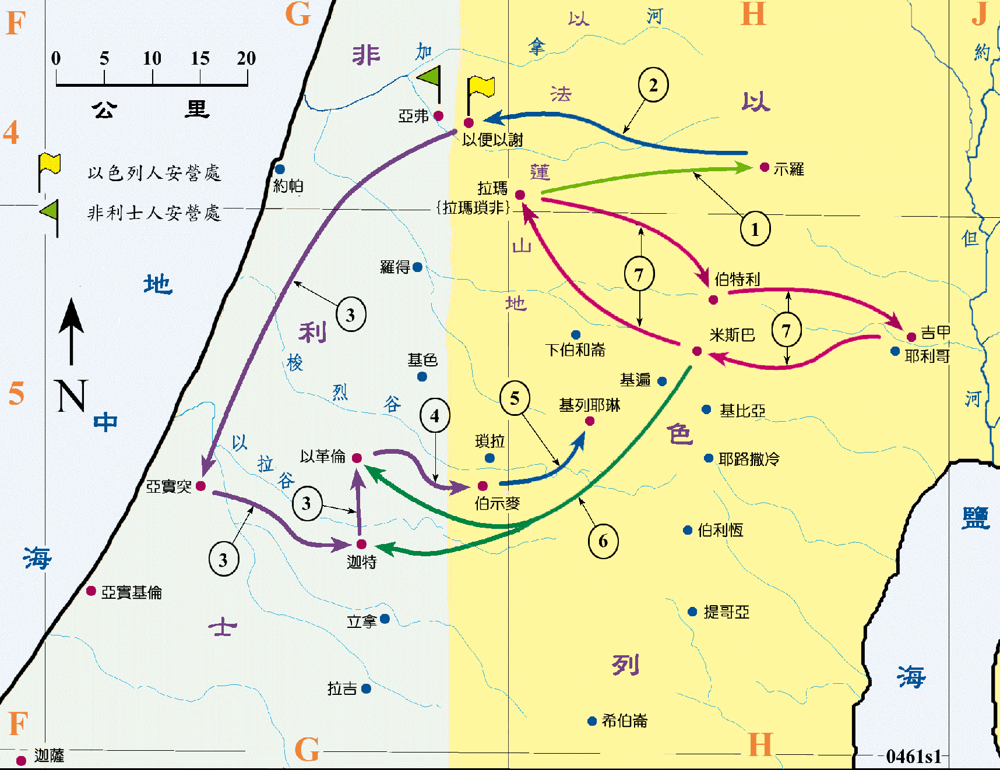 F
G
H
J
以
河
非
加
拿
約
0 5 10 15 20
公里
法
2
以
亞弗
4
以便以謝
以色列人安營處
約帕
示羅
蓮
拉瑪
{拉瑪瑣非}
非利士人安營處
1
但
山
羅得
7
伯特利
地
地
3
利
7
吉甲
米斯巴
下伯和崙
耶利哥
基色
梭
基遍
烈
谷
5
N
5
基列耶琳
河
4
基比亞
中
色
以
瑣拉
以革倫
耶路撒冷
拉
谷
亞實突
伯示麥
3
鹽
伯利恆
6
海
3
迦特
亞實基倫
提哥亞
立拿
士
列
海
拉吉
希伯崙
F
G
H
迦薩
0461s1